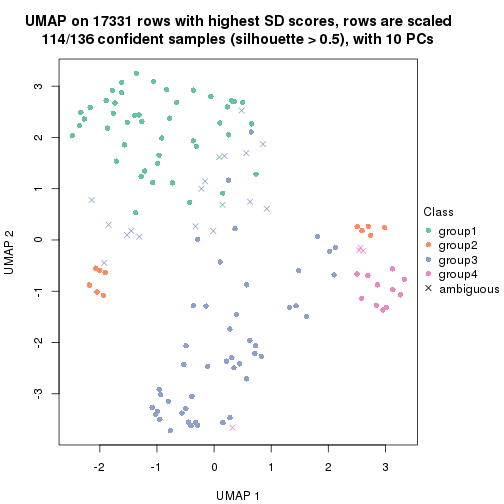 UMAP on 17331 rows with highest SD scores, rows are scaled
114/136 confident samples (silhouette > 0.5), with 10 PCs
3
2
1
0
-1
-2
-3
UMAP 2
-2
-1
0
1
2
3
UMAP 1
Class
group1
group2
group3
group4
ambiguous